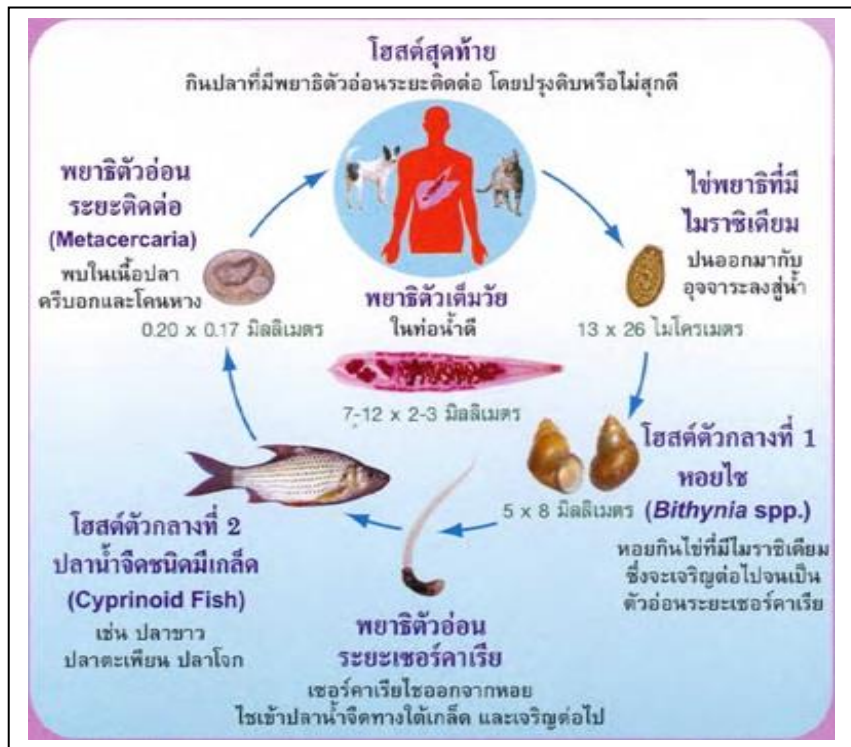 โฮสต์สุดท้าย
กินปลาที่มีพยาธิตัวอ่อนระยะติดต่อ โดยปรุงดิบหรือไม่สุกดี
ไข่พยาธิที่มี
ไมราซิเดียม
ปนออกมากับ
อุจจาระลงสู่น้ำ
13 x 26 ไมโครเมตร
โฮสต์ตัวกลางที่ 1
หอยไซ
(Bithynia spp.)
5 x 8 มิลลิเมตร
หอยกินไข่ที่มีไมราซิเดียม
ซึ่งจะเจริญต่อไปจนเป็น
ตัวอ่อนระยะเซอร์คาเรีย
พยาธิตัวอ่อน
ระยะเซอร์คาเรีย
เซอร์คาเรียไชออกจากหอย
ไชเข้าปลาน้ำจืดทางใต้เกล็ด และเจริญต่อไป
โฮสต์ตัวกลางที่ 2
ปลาน้ำจืดชนิดมีเกล็ด
(Cyprinoid Fish)
เช่น ปลาขาว
ปลาตะเพียน ปลาโจก
พยาธิตัวอ่อน
ระยะติดต่อ
(Metacercaria)
พบในเนื้อปลา
ครีบอกและโคนหาง
0.20 x 0.17 มิลลิเมตร
พยาธิตัวเต็มวัย
ในท่อน้ำดี
7-12 x 2-3 มิลลิเมตร